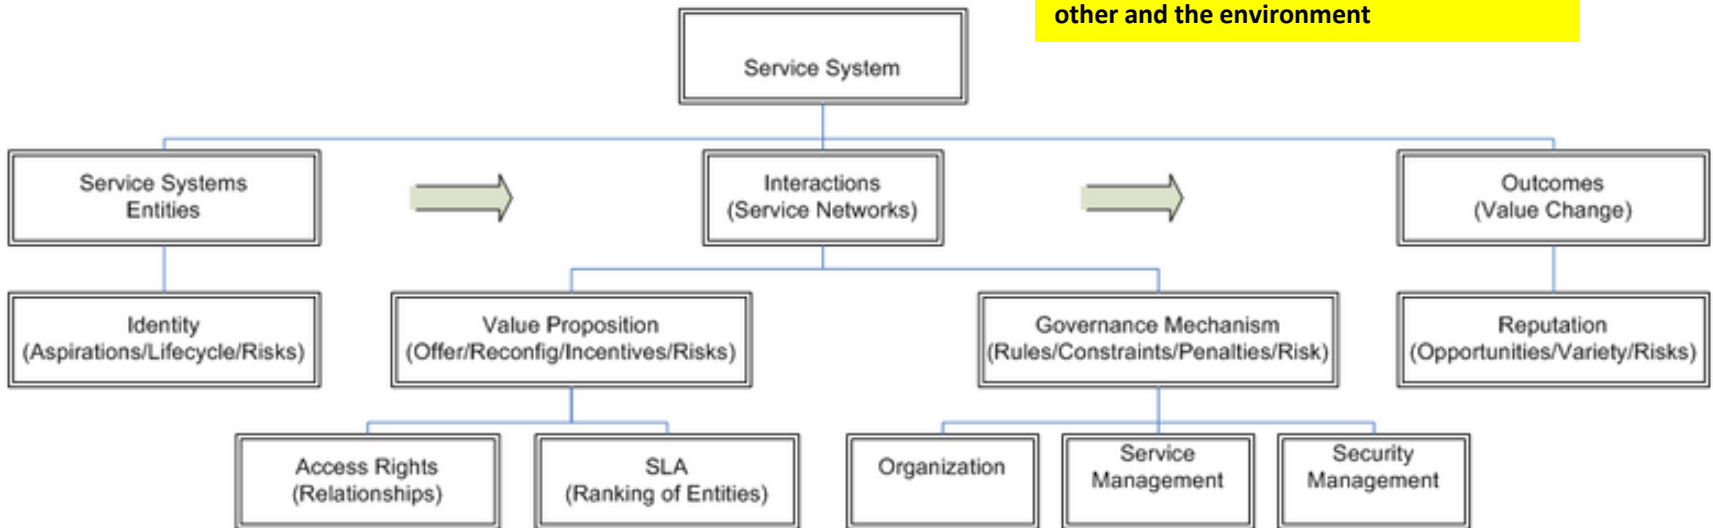 other and the environment
Service System
Service Systems
Entities
Interactions
(Service Networks)
Outcomes
(Value Change)
Identity
(Aspirations/Lifecycle/Risks)
Value Proposition
(Offer/Reconfig/Incentives/Risks)
Governance Mechanism
(Rules/Constraints/Penalties/Risk)
Reputation
(Opportunities/Variety/Risks)
Access Rights
(Relationships)
SLA
(Ranking of Entities)
Organization
Service
Management
Security
Management